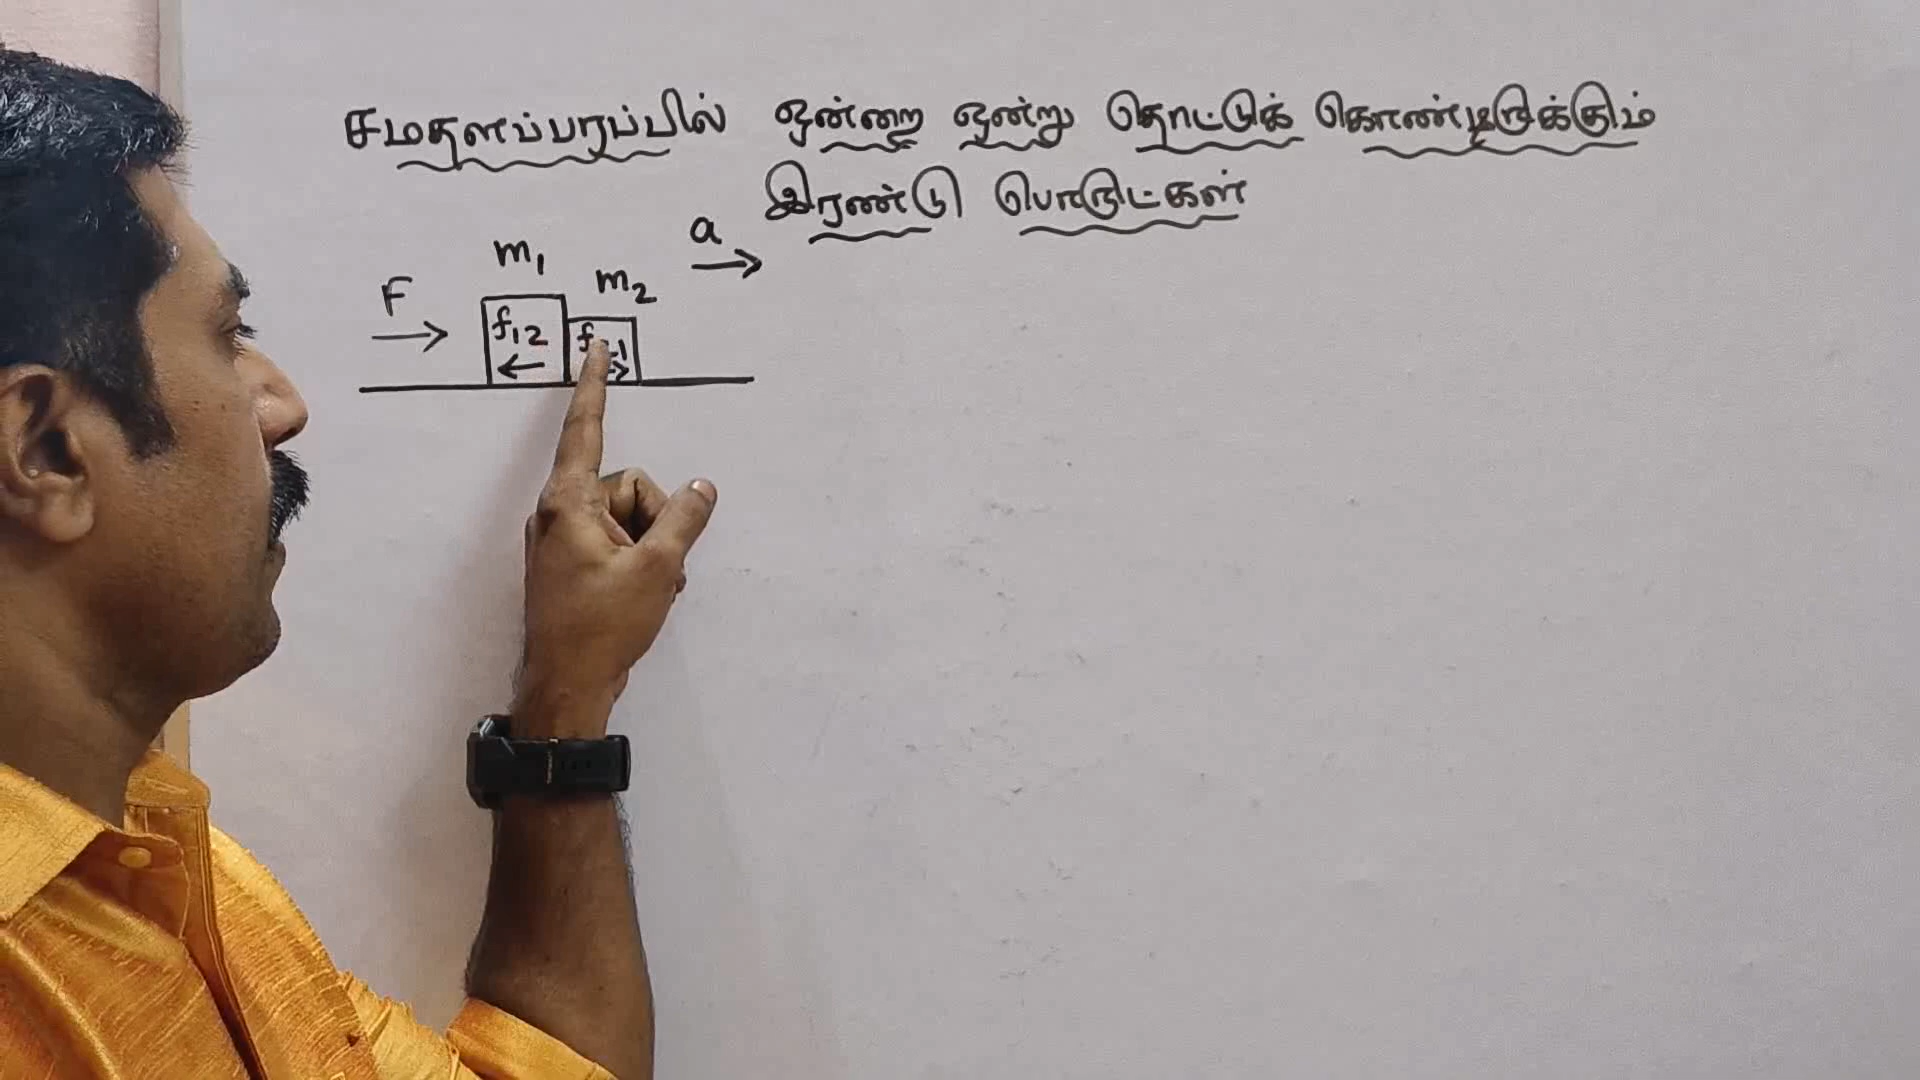 சமதளப்பரப்பில் ஒன்றை ஒன்று தொட்டுக் கொண்டிருக்கும்
இரண்டு பொருட்கள்
a
m1
m2
F
f12